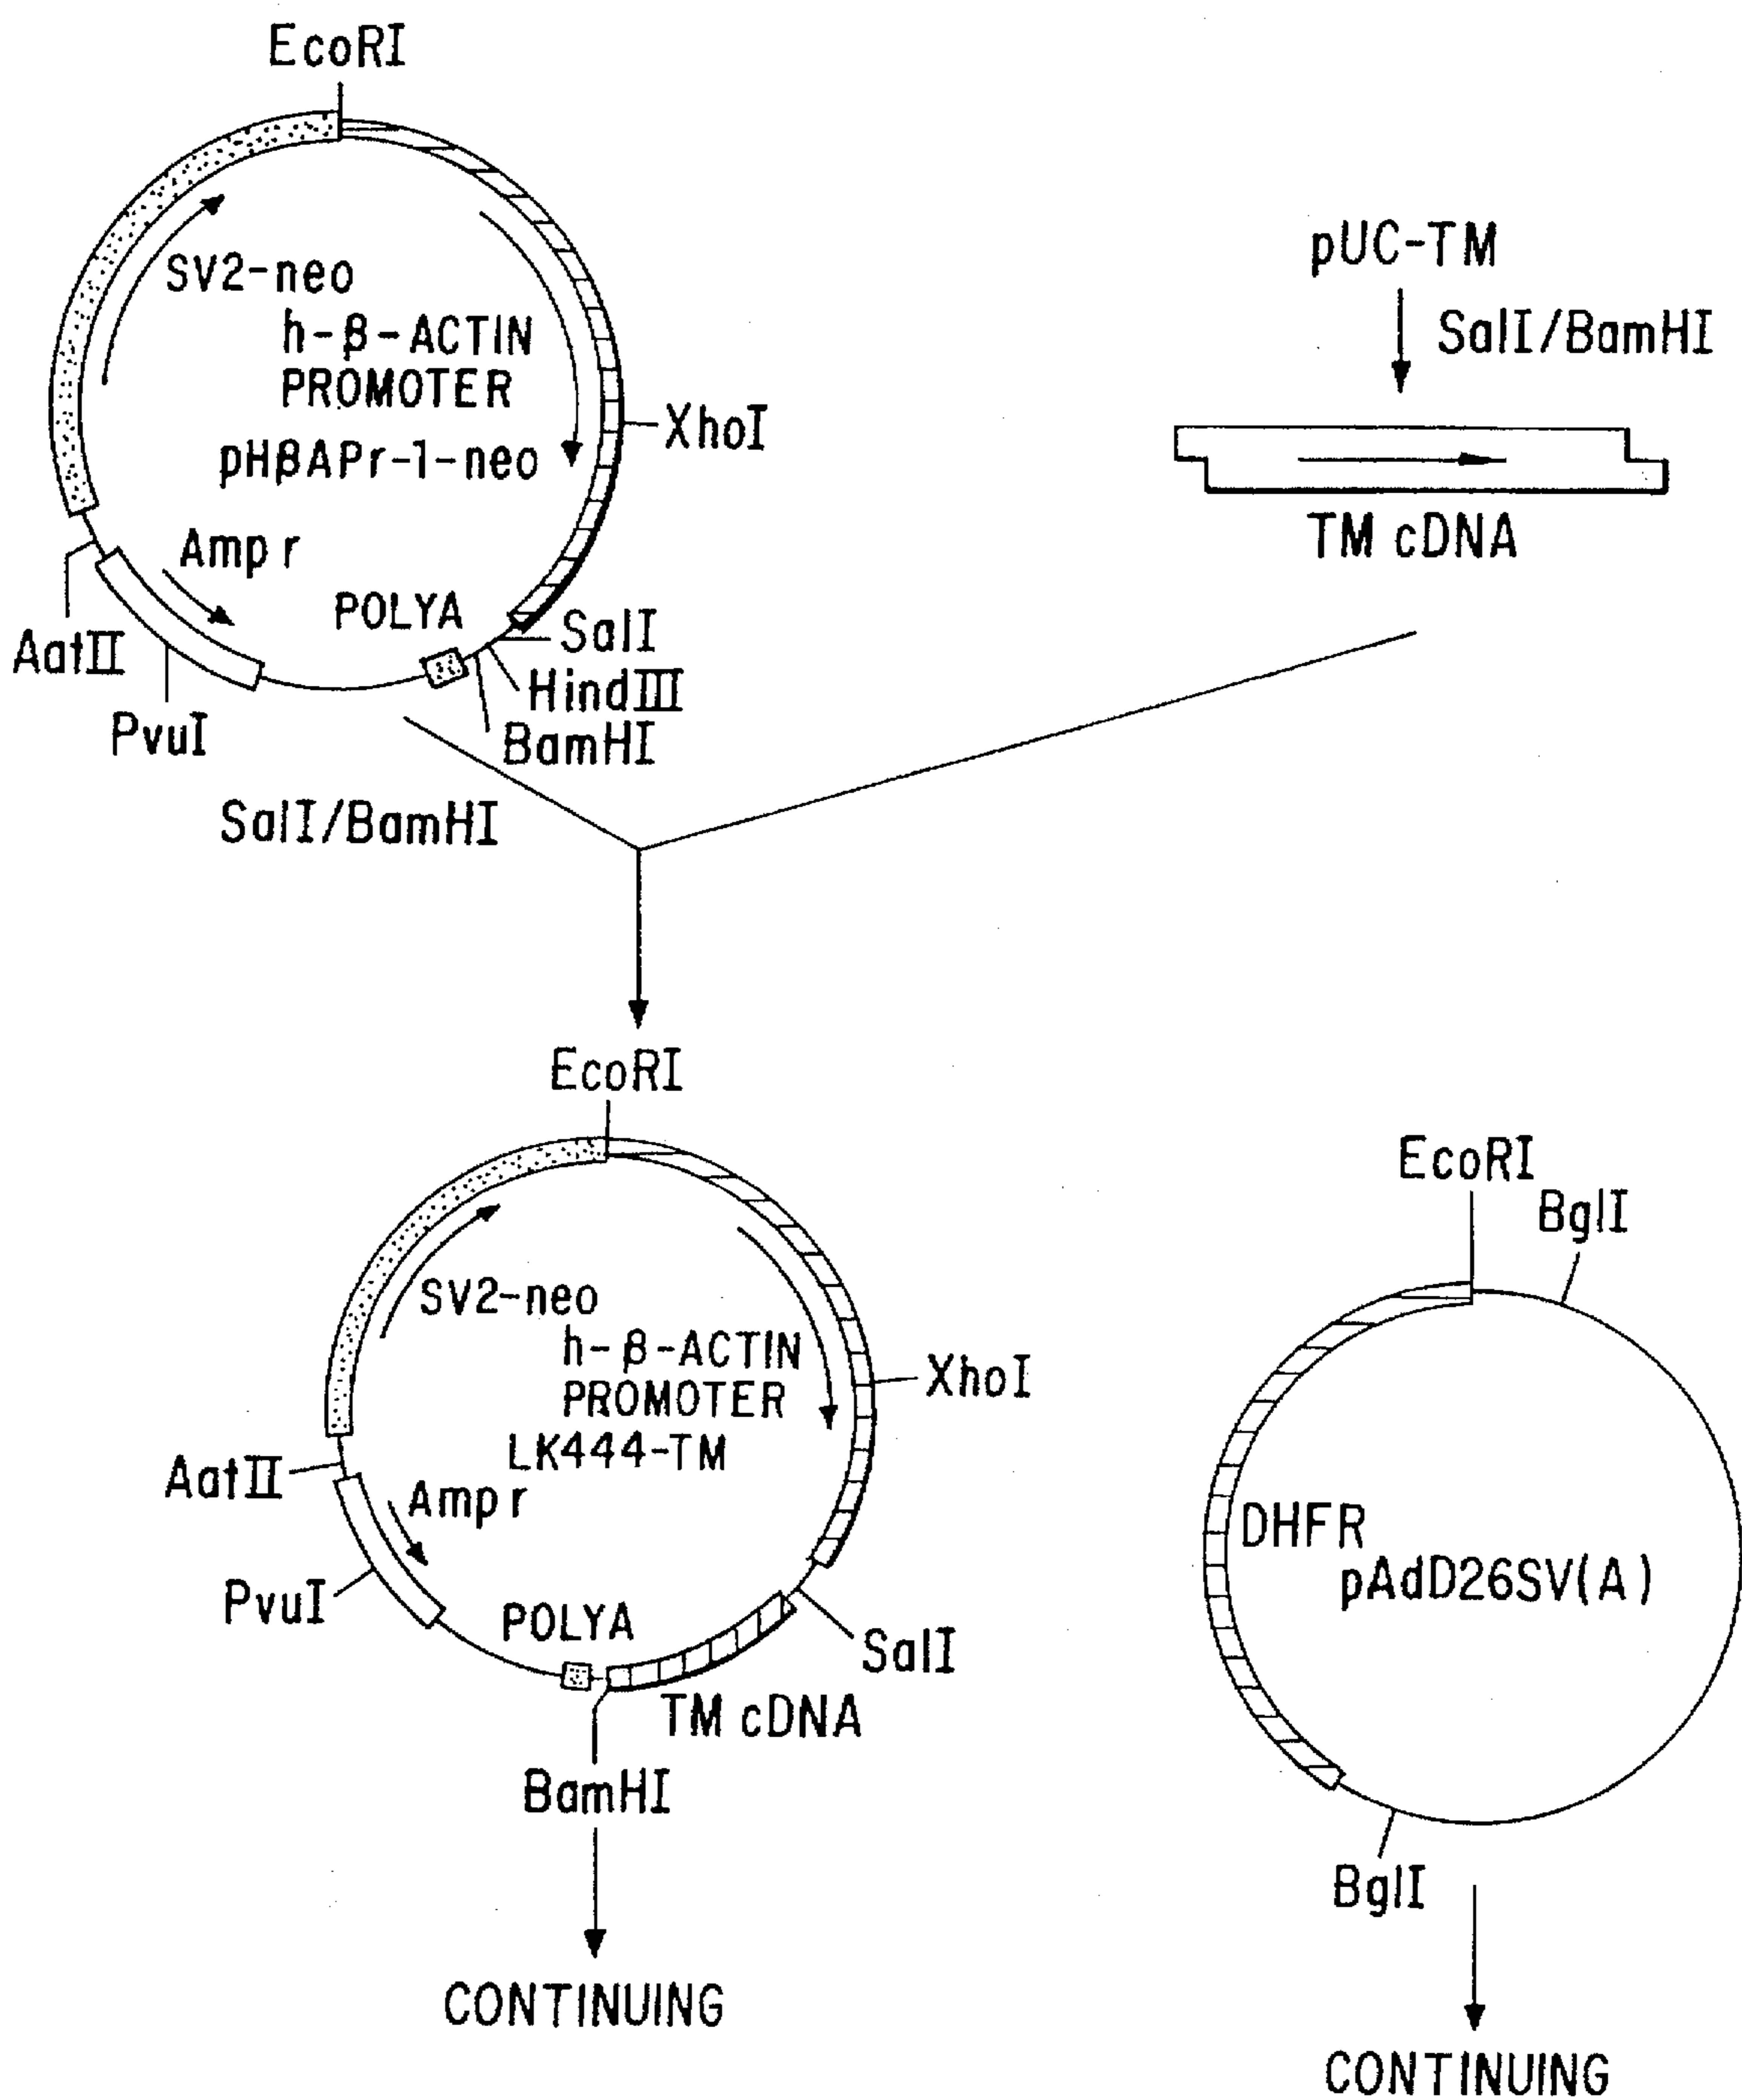 EcoRI
SV2-neo
h-β-ACTIN
PROMOTER
pHβAPr-1-neo
XhoI
Amp r
POLYA
SalI
HindIII
BamHI
AatII
PvuI
pUC-TM
SalI/BamHI
TM cDNA
SalI/BamHI
EcoRI
SV2-neo
h-β-ACTIN
PROMOTER
LK444-TM
XhoI
AatII
Amp r
PvuI
POLYA
SalI
TM cDNA
BamHI
CONTINUING
EcoRI
BglI
DHFR
pAdD26SV(A)
BglI
CONTINUING